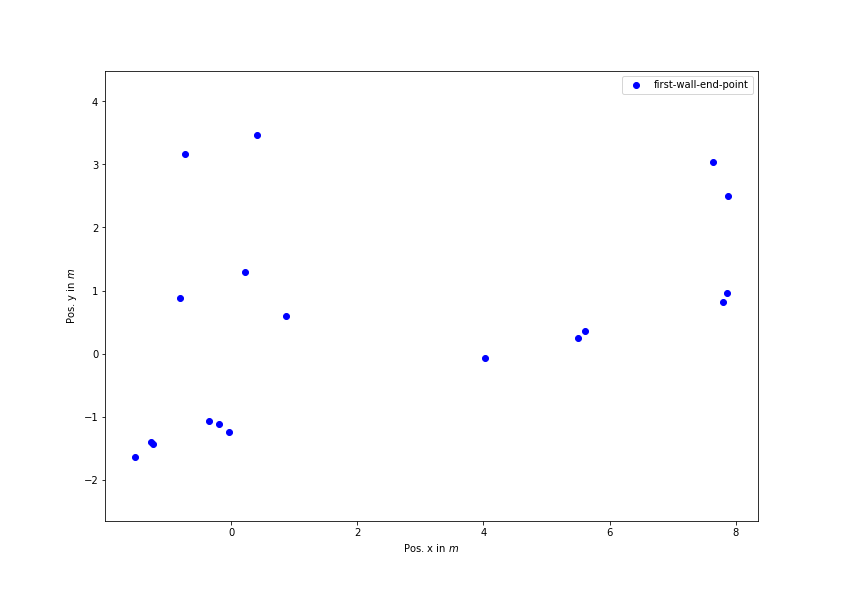 first-wall-end-point
4
3
2
1
0
−1
−2
Pos. y in m
0 2 4 6 8
Pos. x in m